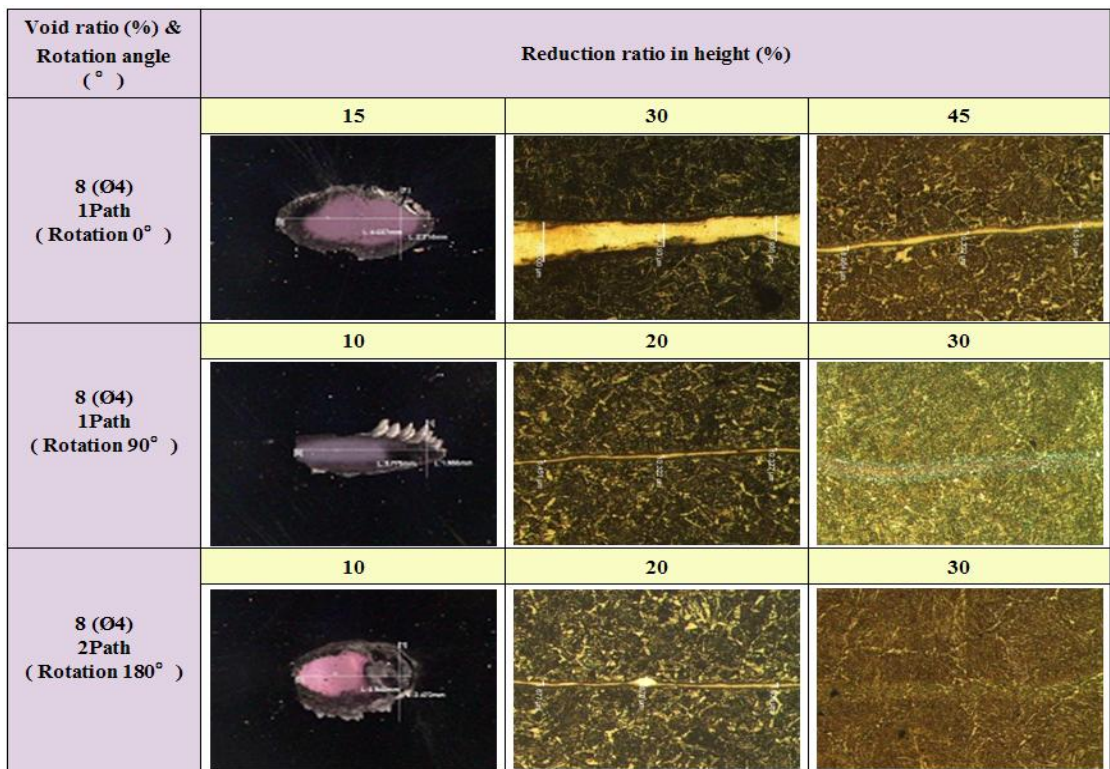 Void ratio (%) &
Rotation angle
( ° )
Reduction ratio in height (%)
8 (Ø4)
1Path
( Rotation 0° )
15
30
45
8 (Ø4)
1Path
( Rotation 90° )
10
20
30
8 (Ø4)
2Path
( Rotation 180° )
10
20
30